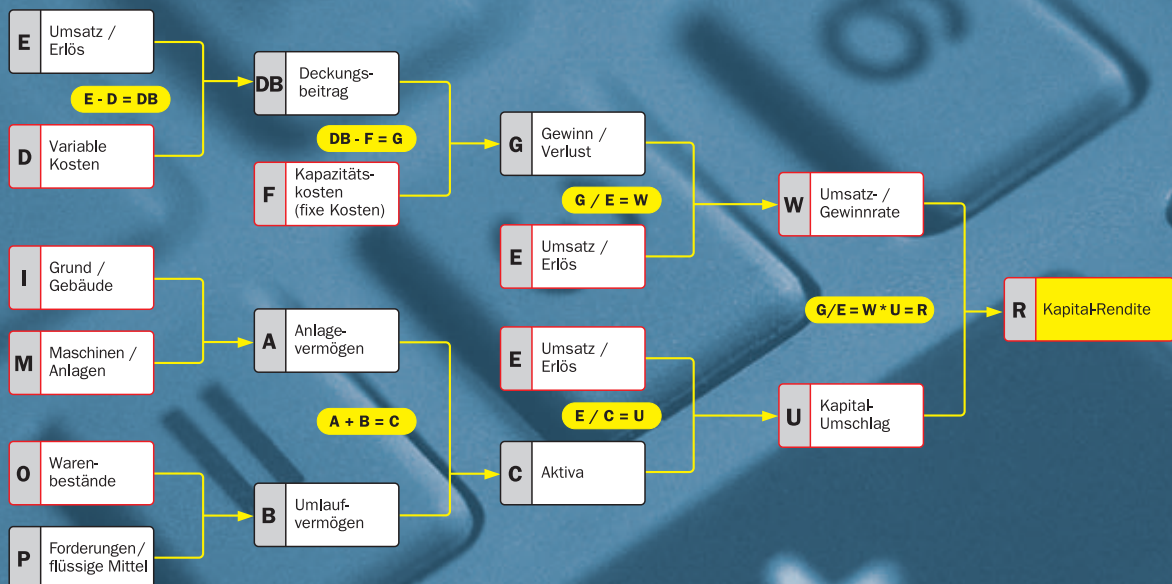 E
Umsatz /
Erlös
E - D = DB
D
Variable
Kosten
DB
Deckungs-
beitrag
DB - F = G
F
Kapazitäts-
kosten
(fixe Kosten)
G
Gewinn /
Verlust
G / E = W
E
Umsatz /
Erlös
W
Umsatz- /
Gewinnrate
I
Grund /
Gebäude
M
Maschinen /
Anlagen
A
Anlage-
vermögen
A + B = C
E
Umsatz /
Erlös
E / C = U
G/E = W * U = R
R
Kapital-Rendite
U
Kapital-
Umschlag
O
Waren-
bestände
P
Forderungen /
flüssige Mittel
B
Umlauf-
vermögen
C
Aktiva